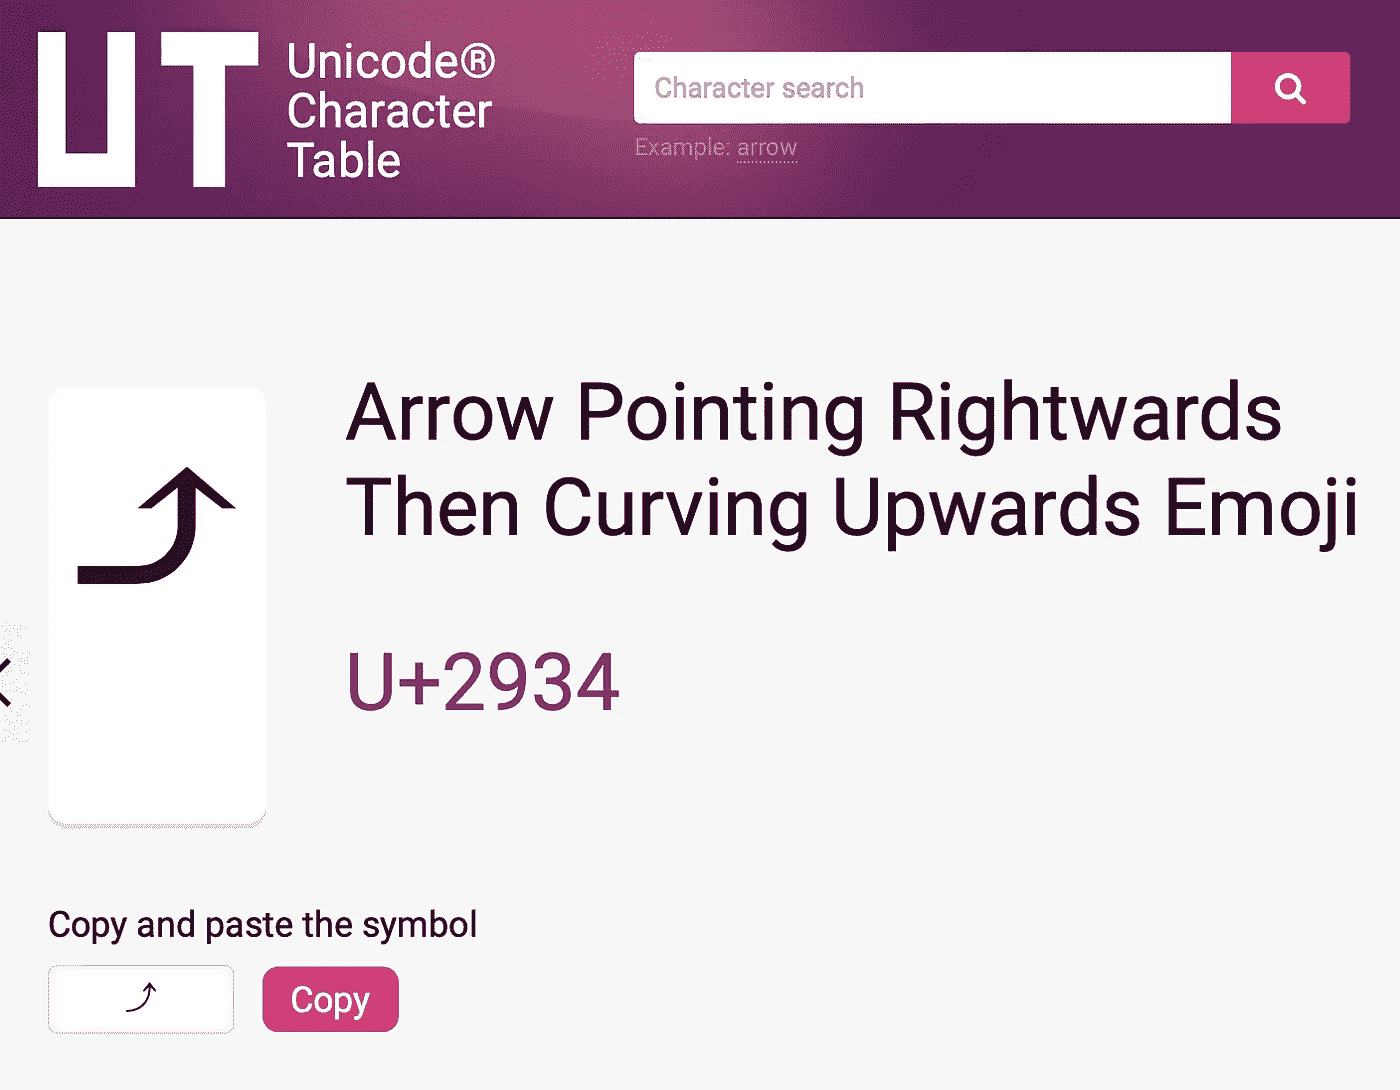 UT
Unicode®
Character
Table
Character search
Example: arrow
Arrow Pointing Rightwards
Then Curving Upwards Emoji
U+2934
Copy and paste the symbol
⤴ Copy